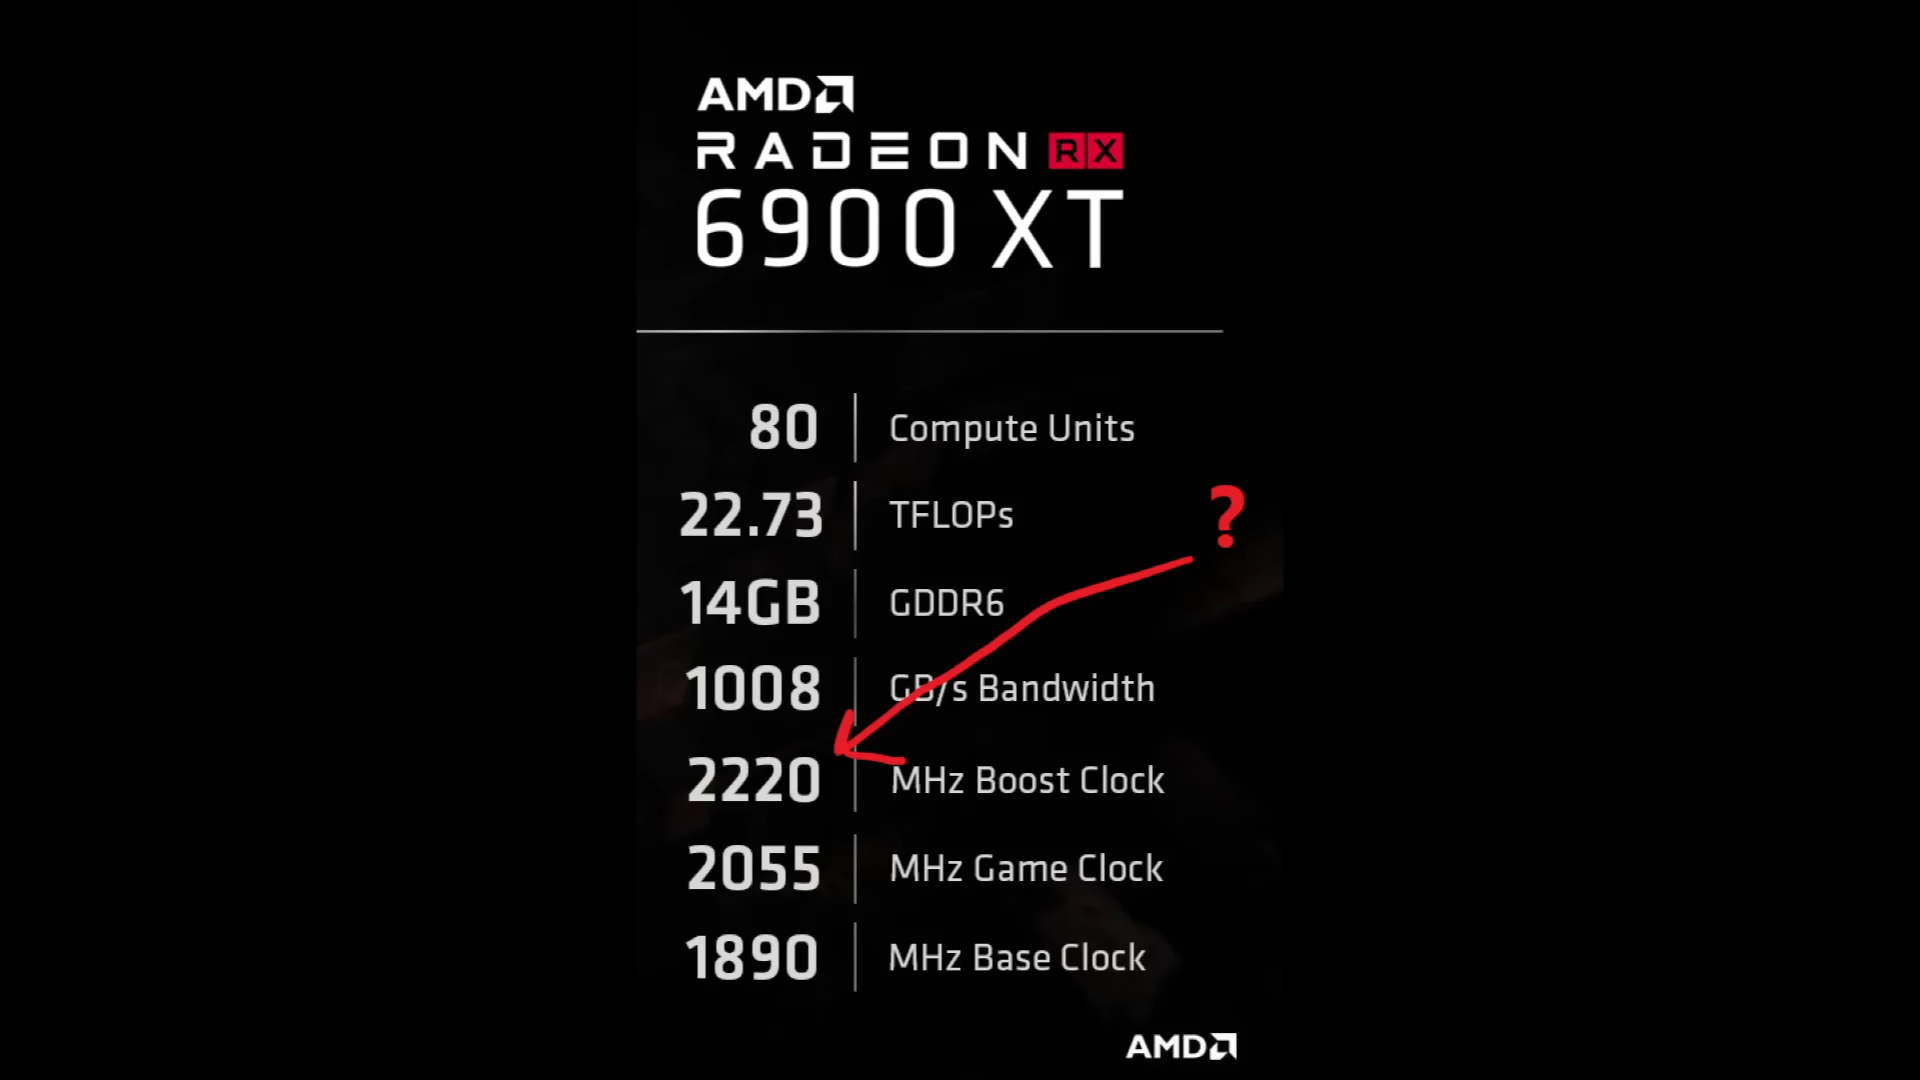 AMD
RADEON RX
6900 XT
80 Compute Units
?
22.73 TFLOPs
14GB GDDR6
1008 GB/s Bandwidth
2220 MHz Boost Clock
2055 MHz Game Clock
1890 MHz Base Clock
AMD